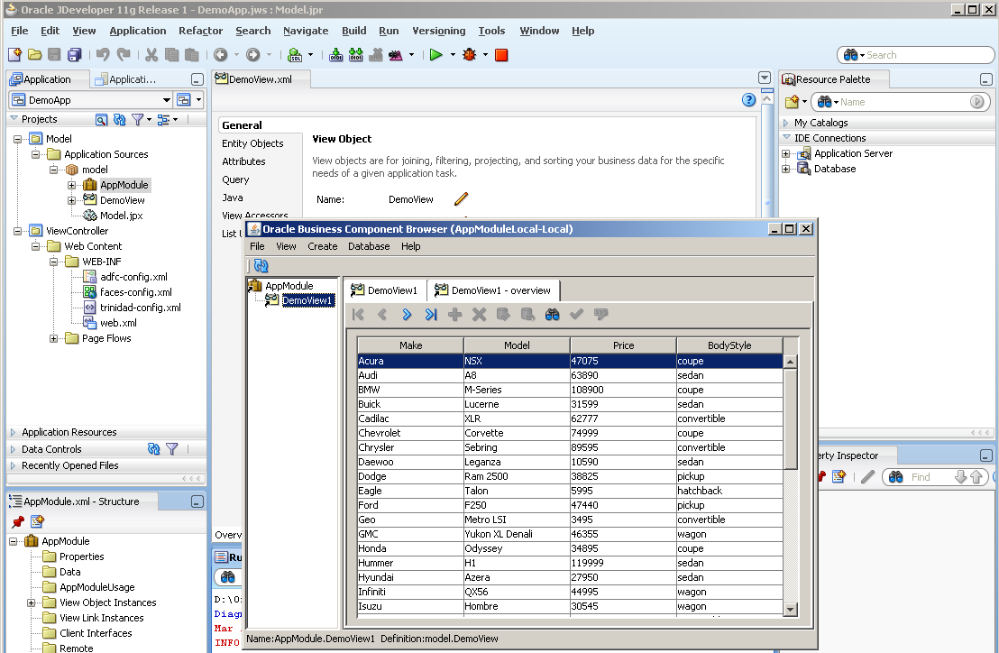 Oracle JDeveloper 11g Release 1 - DemoApp.jws : Model.jpr
File Edit View Application Refactor Search Navigate Build Run Versioning Tools Window Help
Search
Application
Applicati...
DemoApp
Projects
Model
Application Sources
model
AppModule
DemoView
Model.jpx
ViewController
Web Content
WEB-INF
adfc-config.xml
faces-config.xml
trinidad-config.xml
web.xml
Page Flows
Application Resources
Data Controls
Recently Opened Files
AppModule.xml - Structure
AppModule
Properties
Data
AppModuleUsage
View Object Instances
View Link Instances
Client Interfaces
Remote
DemoView.xml
General
Entity Objects
Attributes
Query
Java
View Accessors
List U
View Object
View objects are for joining, filtering, projecting, and sorting your business data for the specific
needs of a given application task.
Name: DemoView
Overv
Ru
D:\O
Diagn
Mar
INFO
Resource Palette
Name
My Catalogs
IDE Connections
Application Server
Database
erty Inspector
Find
Oracle Business Component Browser (AppModuleLocal-Local)
File View Create Database Help
AppModule
DemoView1
DemoView1
DemoView1 - overview
Make Model Price BodyStyle
Acura NSX 47075 coupe
Audi A8 63890 sedan
BMW M-Series 108900 coupe
Buick Lucerne 31599 sedan
Cadilac XLR 62777 convertible
Chevrolet Corvette 74999 coupe
Chrysler Sebring 89595 convertible
Daewoo Leganza 10590 sedan
Dodge Ram 2500 38825 pickup
Eagle Talon 5995 hatchback
Ford F250 47440 pickup
Geo Metro LSI 3495 convertible
GMC Yukon XL Denali 46355 wagon
Honda Odyssey 34895 coupe
Hummer H1 119999 sedan
Hyundai Azera 27950 sedan
Infiniti QX56 44995 wagon
Isuzu Hombre 30545 wagon
Name:AppModule.DemoView1 Definition:model.DemoView